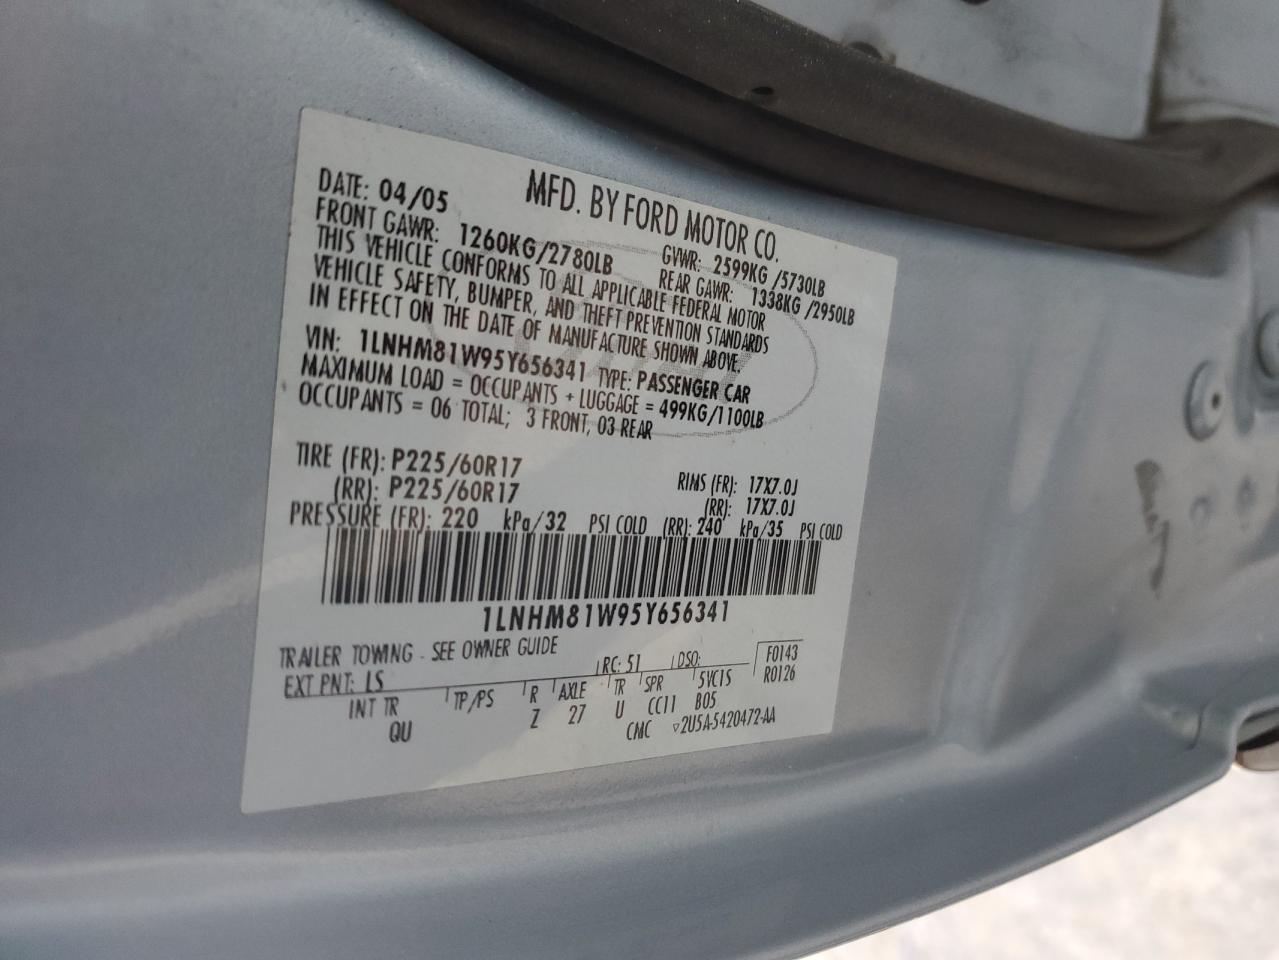 MFD. BY FORD MOTOR CO.
DATE: 04/05 GVWR: 2599KG /5730LB
FRONT GAWR: 1260KG/2780LB REAR GAWR: 1338KG /2950LB
THIS VEHICLE CONFORMS TO ALL APPLICABLE FEDERAL MOTOR
VEHICLE SAFETY, BUMPER, AND THEFT PREVENTION STANDARDS
IN EFFECT ON THE DATE OF MANUFACTURE SHOWN ABOVE.
VIN: 1LNHM81W95Y656341 TYPE: PASSENGER CAR
MAXIMUM LOAD = OCCUPANTS + LUGGAGE = 499KG/1100LB
OCCUPANTS = 06 TOTAL; 3 FRONT, 03 REAR
TIRE (FR): P225/60R17 RIMS (FR): 17X7.0J
(RR): P225/60R17 (RR): 17X7.0J
PRESSURE (FR): 220 kPa/32 PSI COLD (RR): 240 kPa/35 PSI COLD
1LNHM81W95Y656341
TRAILER TOWING - SEE OWNER GUIDE F0143
EXT PNT: LS RC: 51 DSO: R0126
INT TR TP/PS R AXLE TR SPR 5VC15
QU Z 27 U CC11 B05
CMC ▽2U5A-5420472-AA